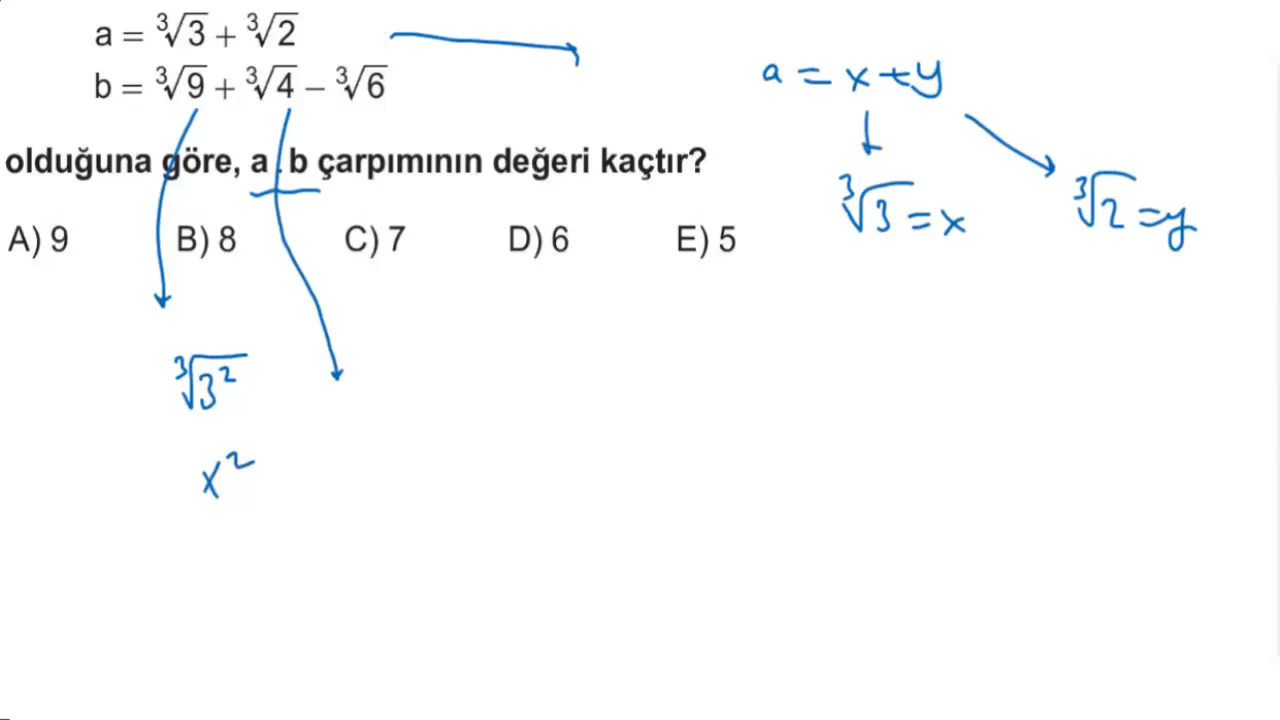 a = ∛3 + ∛2
b = ∛9 + ∛4 − ∛6
olduğuna göre, a . b çarpımının değeri kaçtır?
A) 9 B) 8 C) 7 D) 6 E) 5
a = x + y
∛3 = x ∛2 = y
∛3²
x²